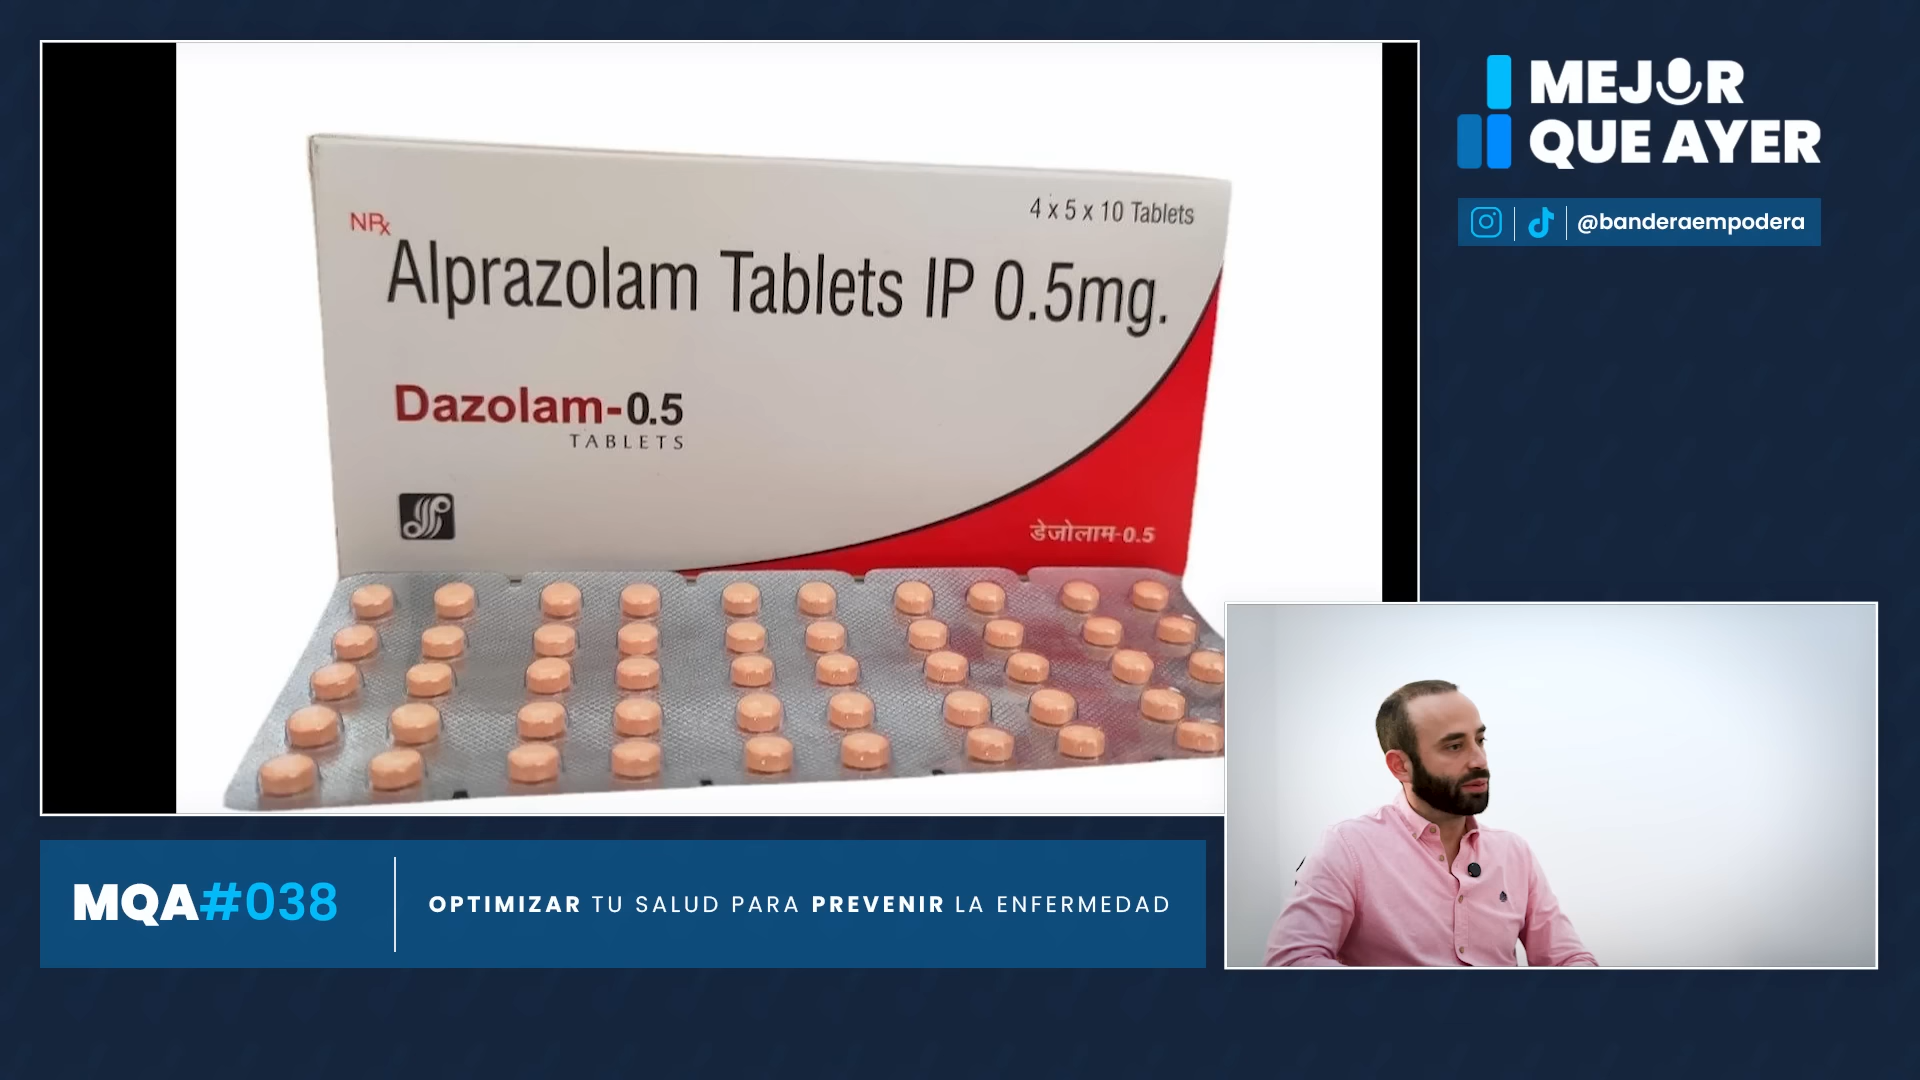 NRx
4 x 5 x 10 Tablets
Alprazolam Tablets IP 0.5mg.
Dazolam-0.5
TABLETS
डेजोलाम-0.5
MEJOR
QUE AYER
@banderaempodera
MQA#038
OPTIMIZAR TU SALUD PARA PREVENIR LA ENFERMEDAD